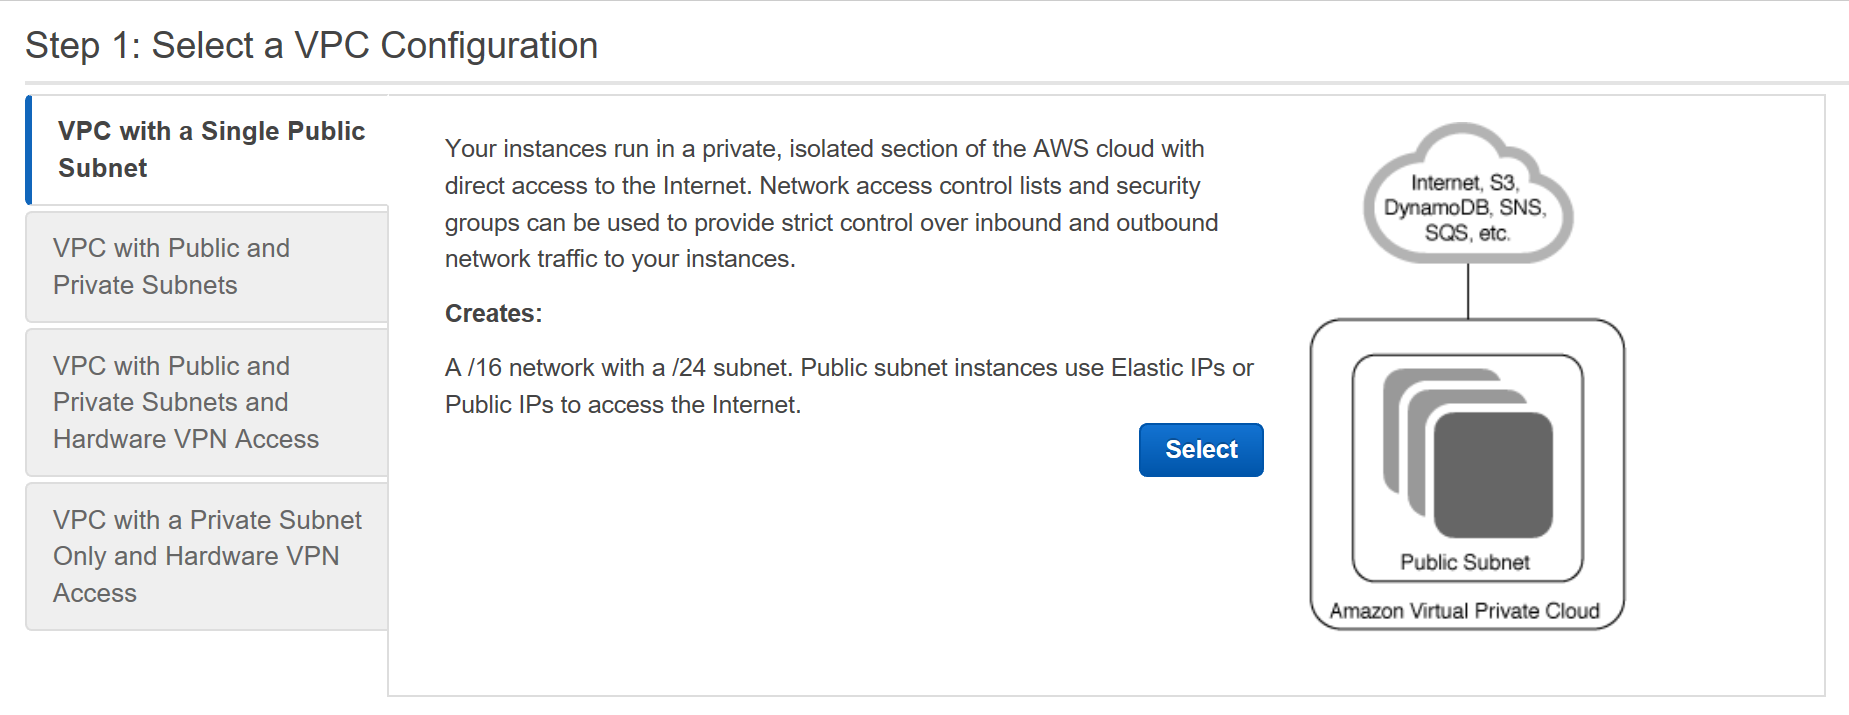 Step 1: Select a VPC Configuration
VPC with a Single Public
Subnet
VPC with Public and
Private Subnets
VPC with Public and
Private Subnets and
Hardware VPN Access
VPC with a Private Subnet
Only and Hardware VPN
Access
Your instances run in a private, isolated section of the AWS cloud with
direct access to the Internet. Network access control lists and security
groups can be used to provide strict control over inbound and outbound
network traffic to your instances.
Creates:
A /16 network with a /24 subnet. Public subnet instances use Elastic IPs or
Public IPs to access the Internet.
Select
Internet, S3,
DynamoDB, SNS,
SQS, etc.
Public Subnet
Amazon Virtual Private Cloud